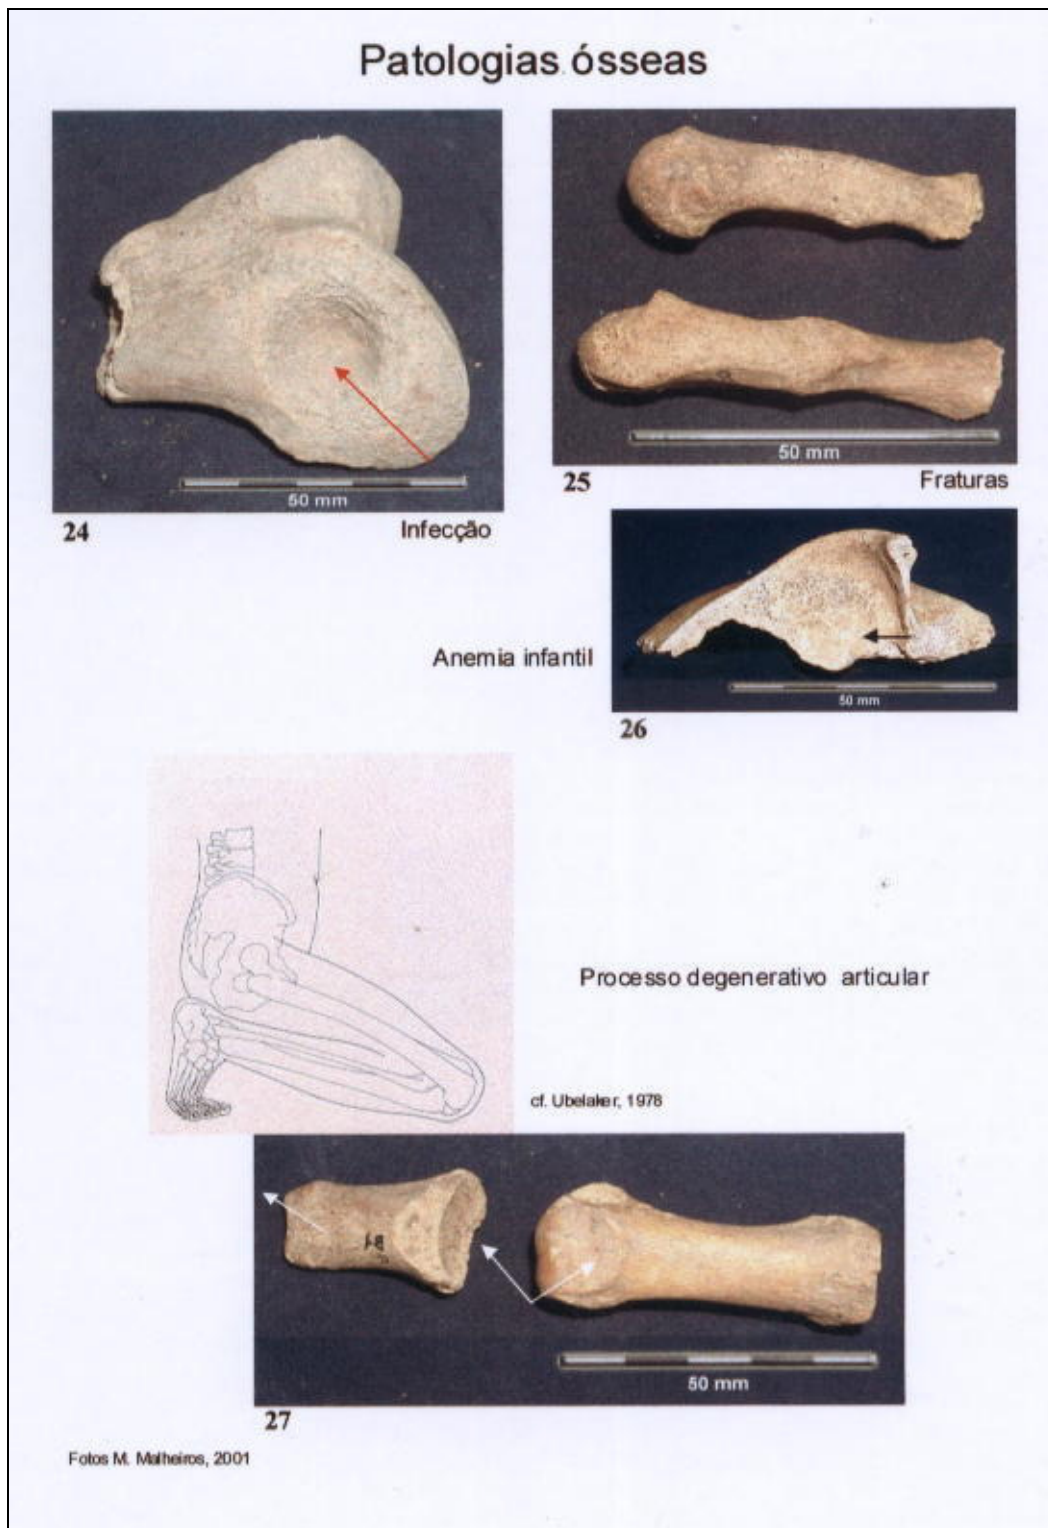 Patologias ósseas
50 mm
24
Infecção
50 mm
25
Fraturas
Anemia infantil
50 mm
26
Processo degenerativo articular
cf. Ubelaker, 1978
50 mm
27
Fotos M. Malheiros, 2001